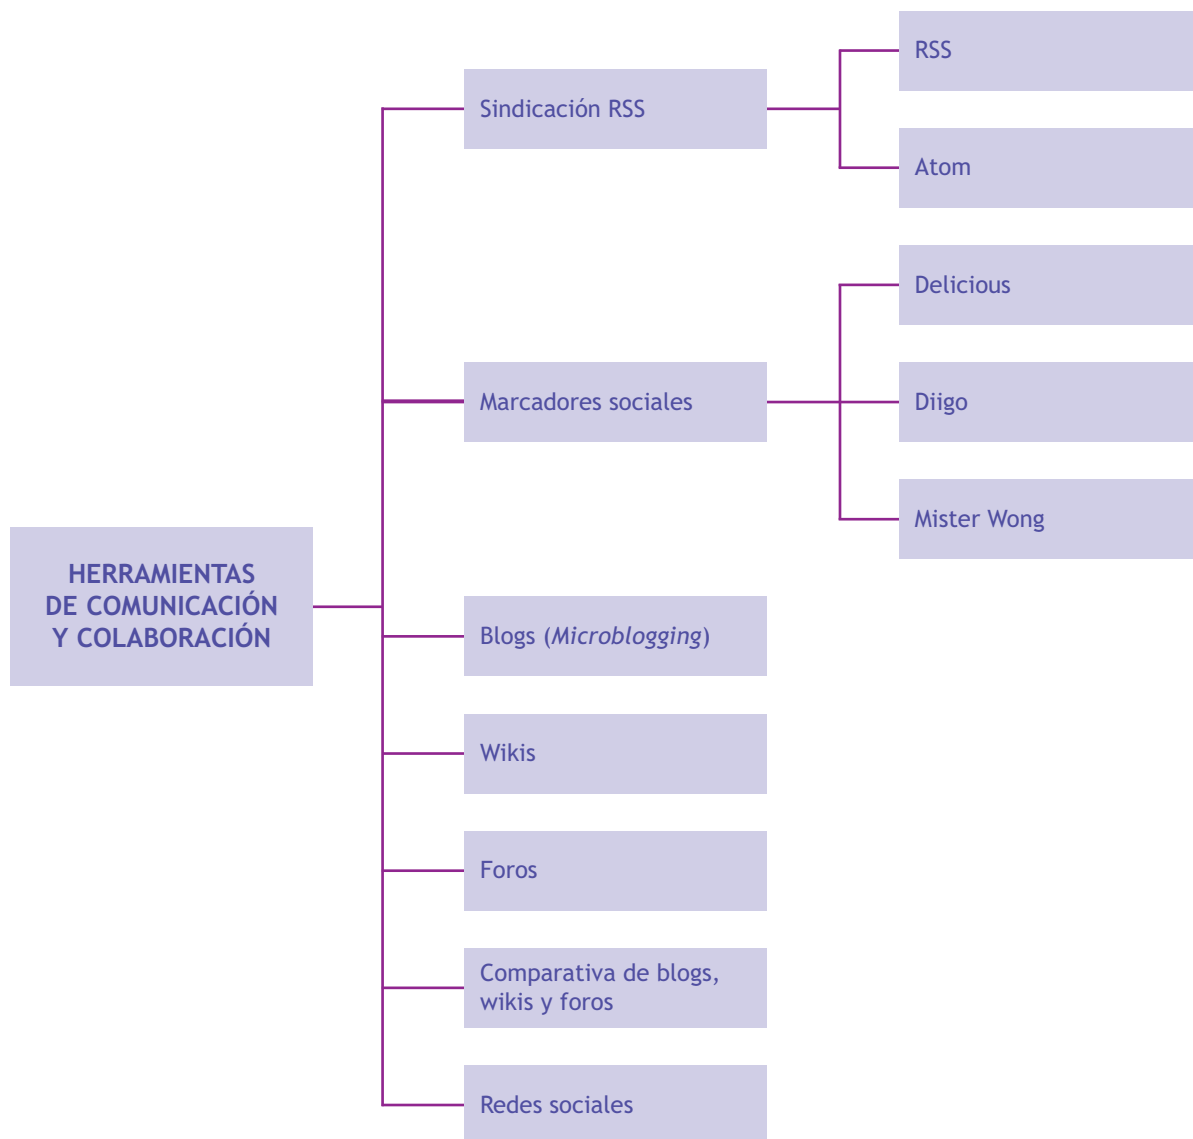 HERRAMIENTAS
DE COMUNICACIÓN
Y COLABORACIÓN
Sindicación RSS
RSS
Atom
Marcadores sociales
Delicious
Diigo
Mister Wong
Blogs (Microblogging)
Wikis
Foros
Comparativa de blogs,
wikis y foros
Redes sociales